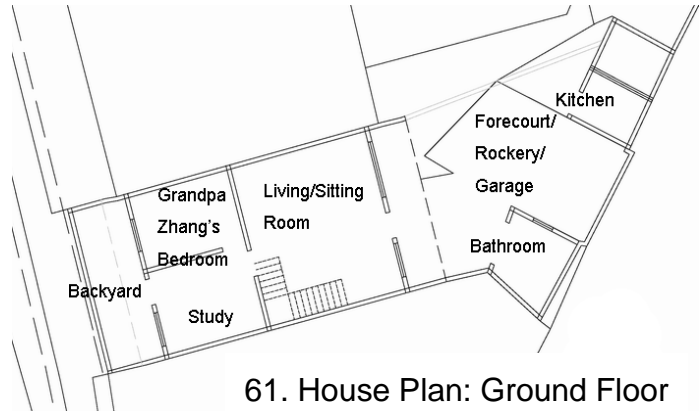 Kitchen
Forecourt/
Rockery/
Garage
Grandpa
Zhang's
Bedroom
Living/Sitting
Room
Bathroom
Backyard
Study
61. House Plan: Ground Floor